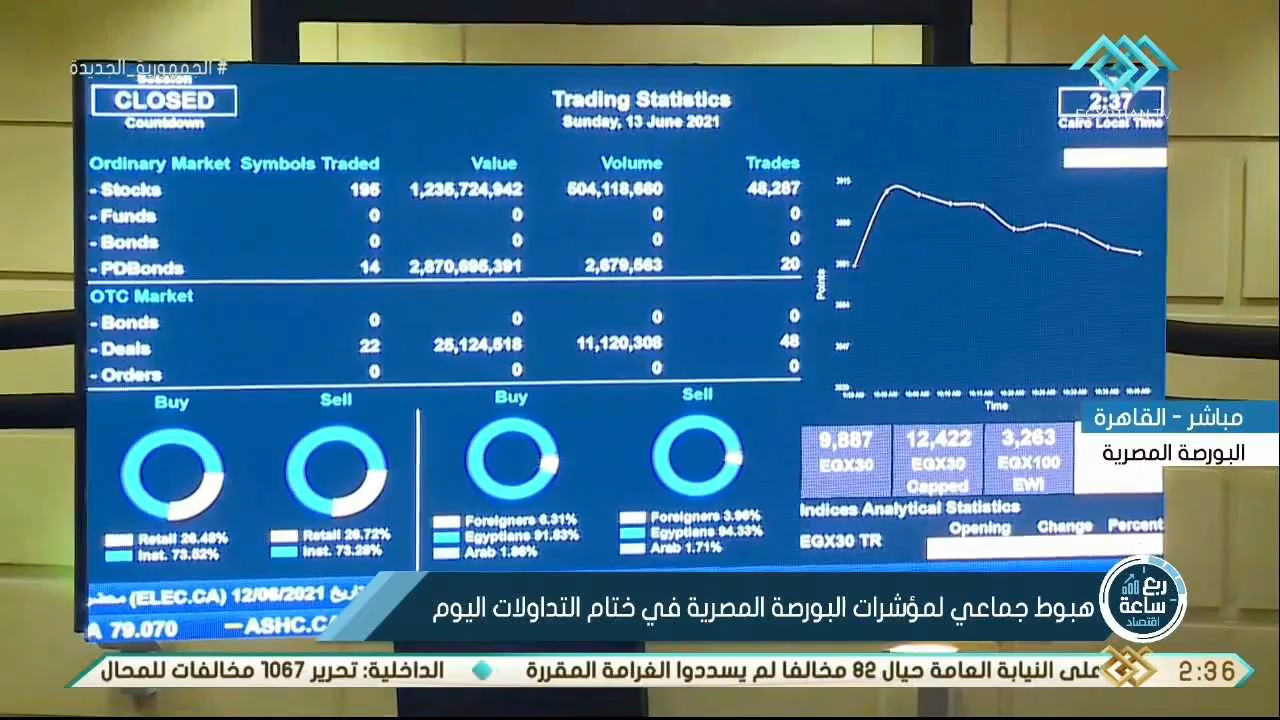 #الجمهورية_الجديدة
Session
CLOSED
Countdown
Trading Statistics
Sunday, 13 June 2021
2:37
EGYPTIAN TV
Cairo Local Time
Ordinary Market Symbols Traded Value Volume Trades
- Stocks 195 1,235,724,942 504,118,660 48,287
- Funds 0 0 0 0
- Bonds 0 0 0 0
- PDBonds 14 2,870,695,391 2,679,563 20
OTC Market
- Bonds 0 0 0 0
- Deals 22 25,124,518 11,120,308 48
- Orders 0 0 0 0
Points
Time
Buy Sell Buy Sell
Retail 26.48%
Inst. 73.52%
Retail 26.72%
Inst. 73.28%
Foreigners 6.31%
Egyptians 91.83%
Arab 1.86%
Foreigners 3.96%
Egyptians 94.33%
Arab 1.71%
9,887 12,422 3,263
EGX30 EGX30 EGX100
Capped EWI
Indices Analytical Statistics
Opening Change Percent
EGX30 TR
مباشر - القاهرة
البورصة المصرية
(ELEC.CA) 12/06/2021 تاريخ
A 79.070 ASHC.CA
ربع
ساعة
اقتصاد
هبوط جماعي لمؤشرات البورصة المصرية في ختام التداولات اليوم
على النيابة العامة حيال 82 مخالفا لم يسددوا الغرامة المقررة
الداخلية: تحرير 1067 مخالفات للمحال
2:36